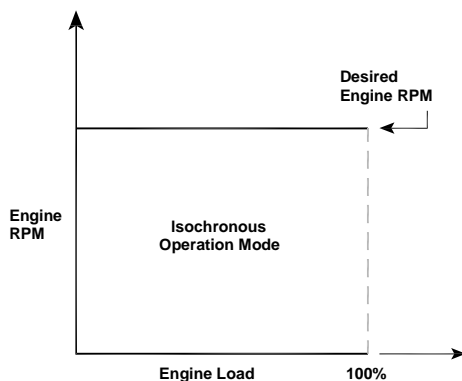 Desired
Engine RPM
Engine
RPM
Isochronous
Operation Mode
Engine Load
100%